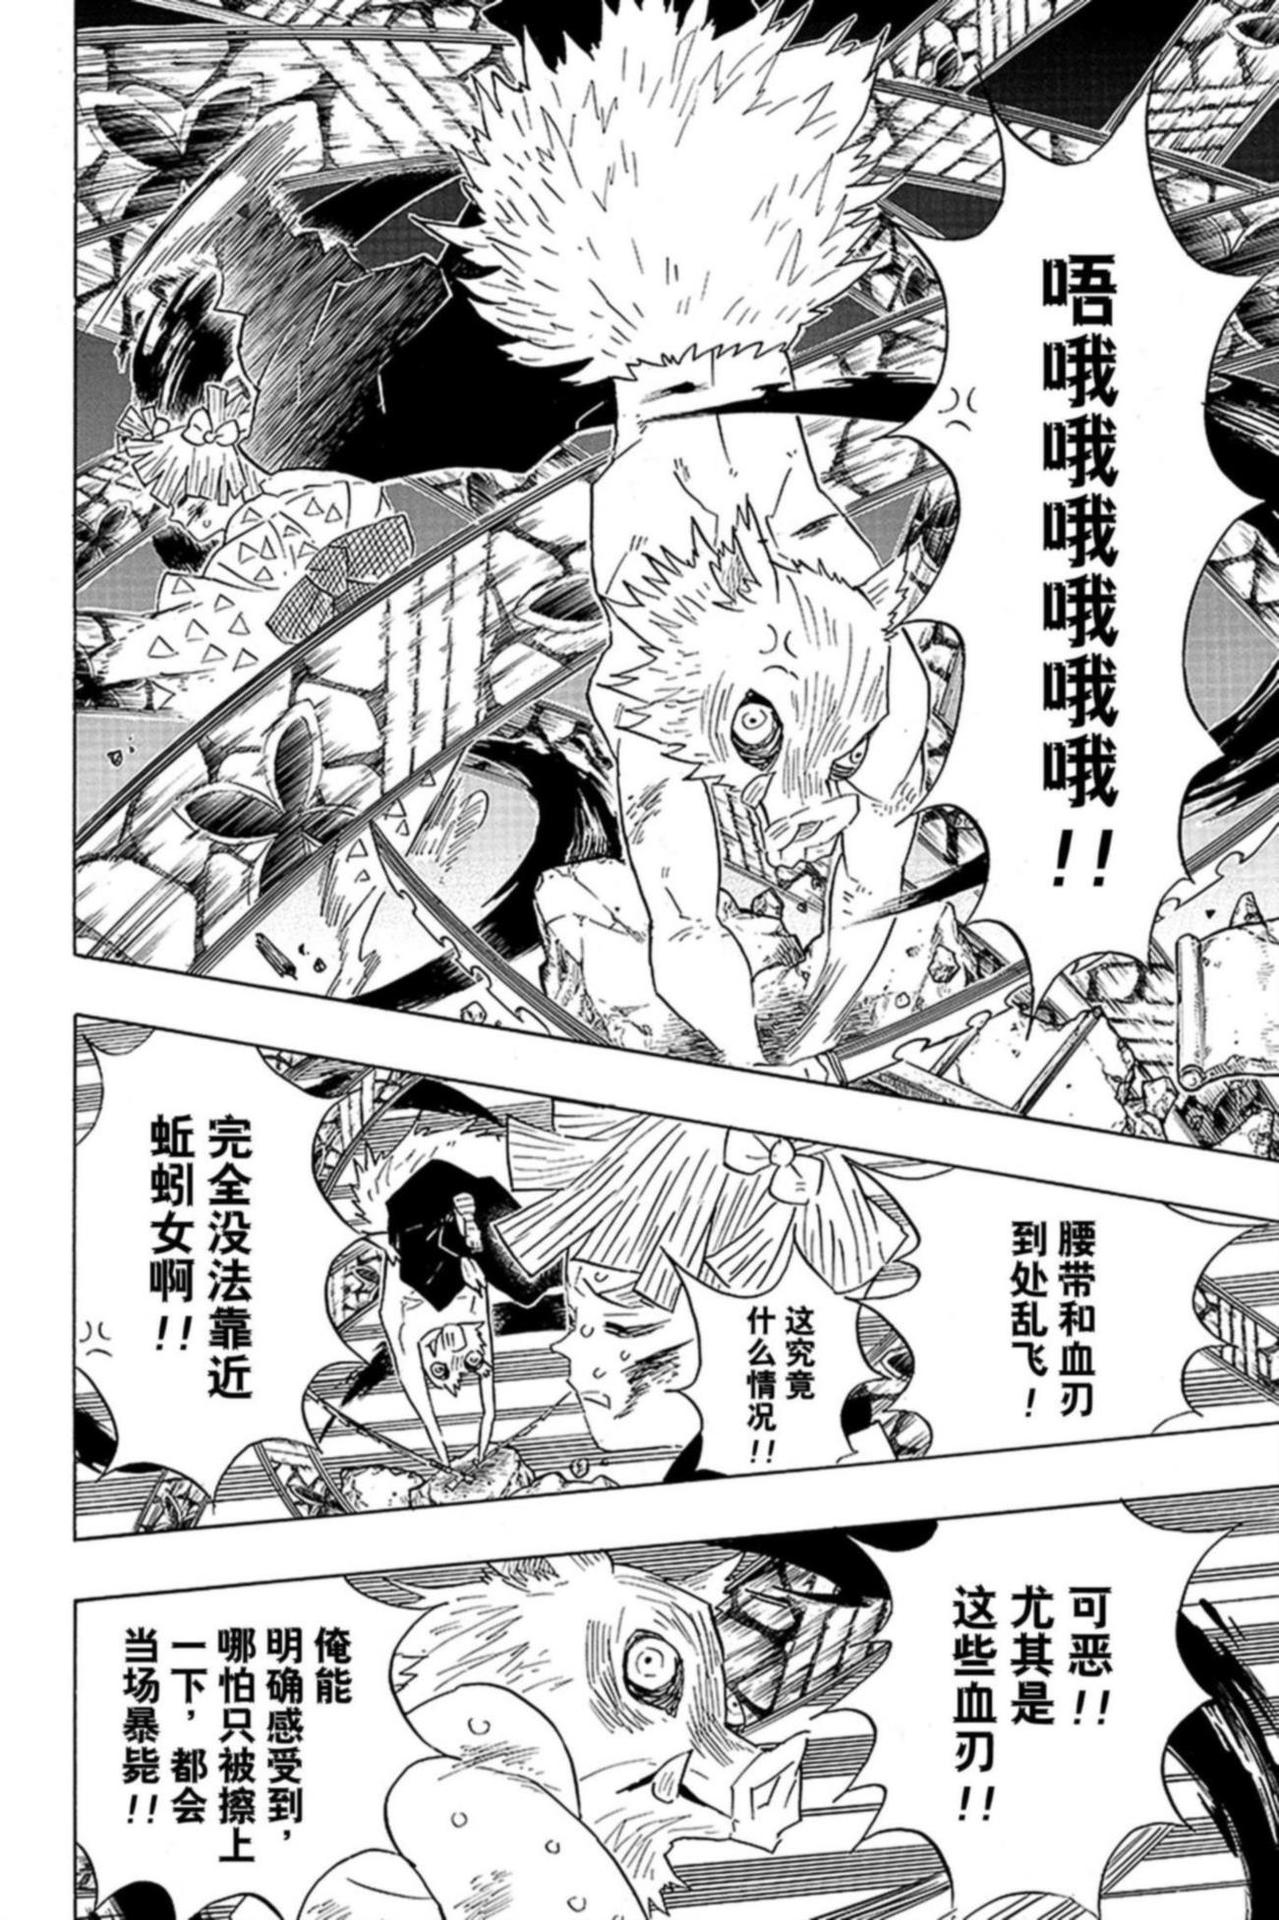 唔哦哦哦哦哦哦！！
腰带和血刃
到处乱飞！
这究竟
什么情况！！
完全没法靠近
蚯蚓女啊！！
可恶！！
尤其是
这些血刃！！
俺能
明确感受到，
哪怕只被擦上
一下，都会
当场暴毙！！